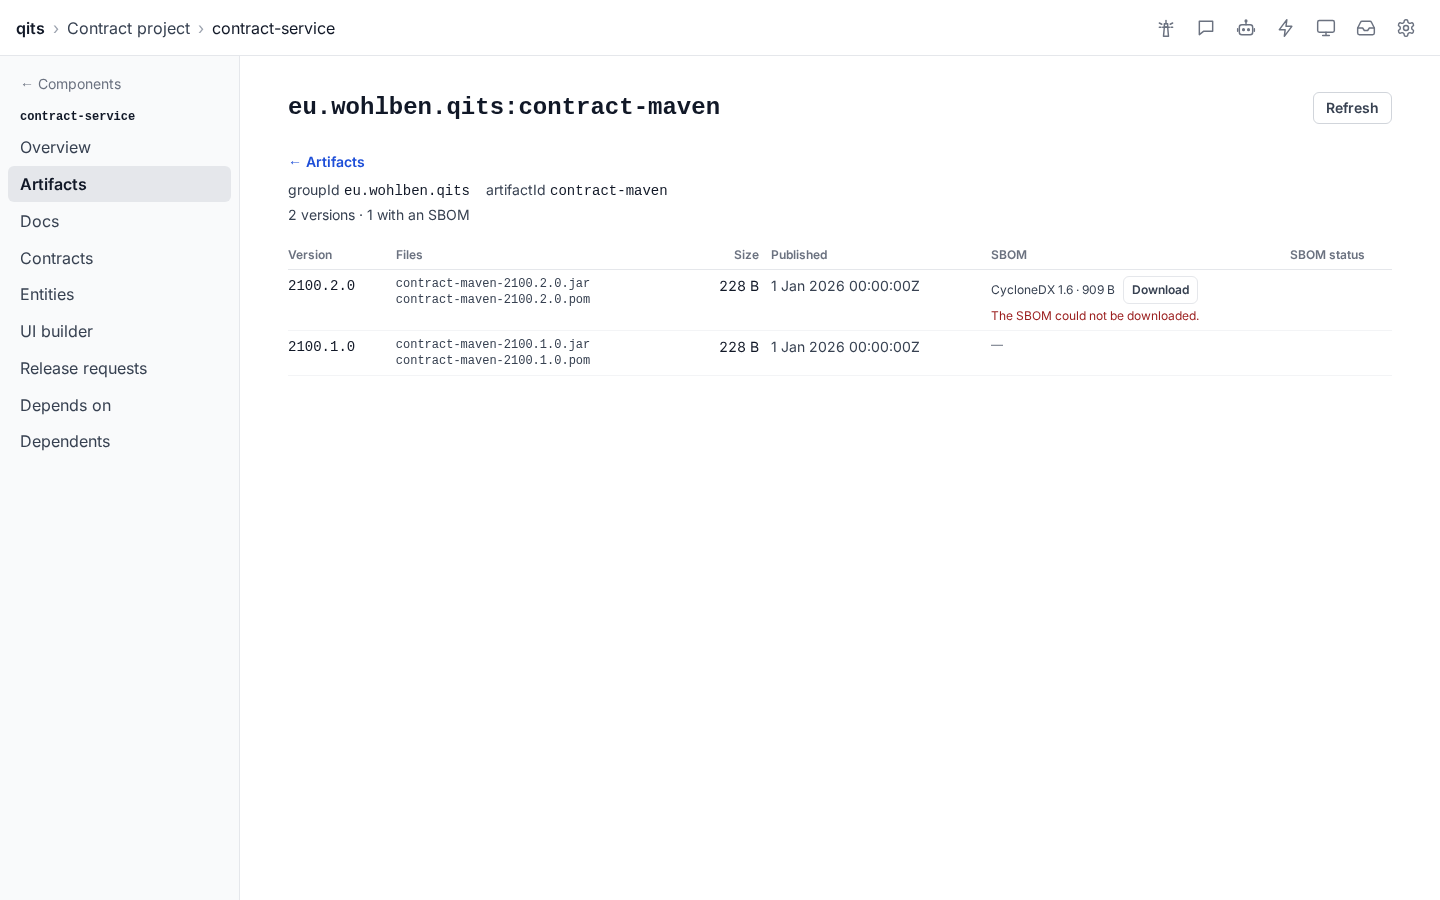 qits › Contract project › contract-service
← Components
contract-service
Overview
Artifacts
Docs
Contracts
Entities
UI builder
Release requests
Depends on
Dependents
eu.wohlben.qits:contract-maven
Refresh
← Artifacts
groupId eu.wohlben.qits artifactId contract-maven
2 versions · 1 with an SBOM
Version Files Size Published SBOM SBOM status
2100.2.0 contract-maven-2100.2.0.jar 228 B 1 Jan 2026 00:00:00Z CycloneDX 1.6 · 909 B Download
contract-maven-2100.2.0.pom
The SBOM could not be downloaded.
2100.1.0 contract-maven-2100.1.0.jar 228 B 1 Jan 2026 00:00:00Z —
contract-maven-2100.1.0.pom